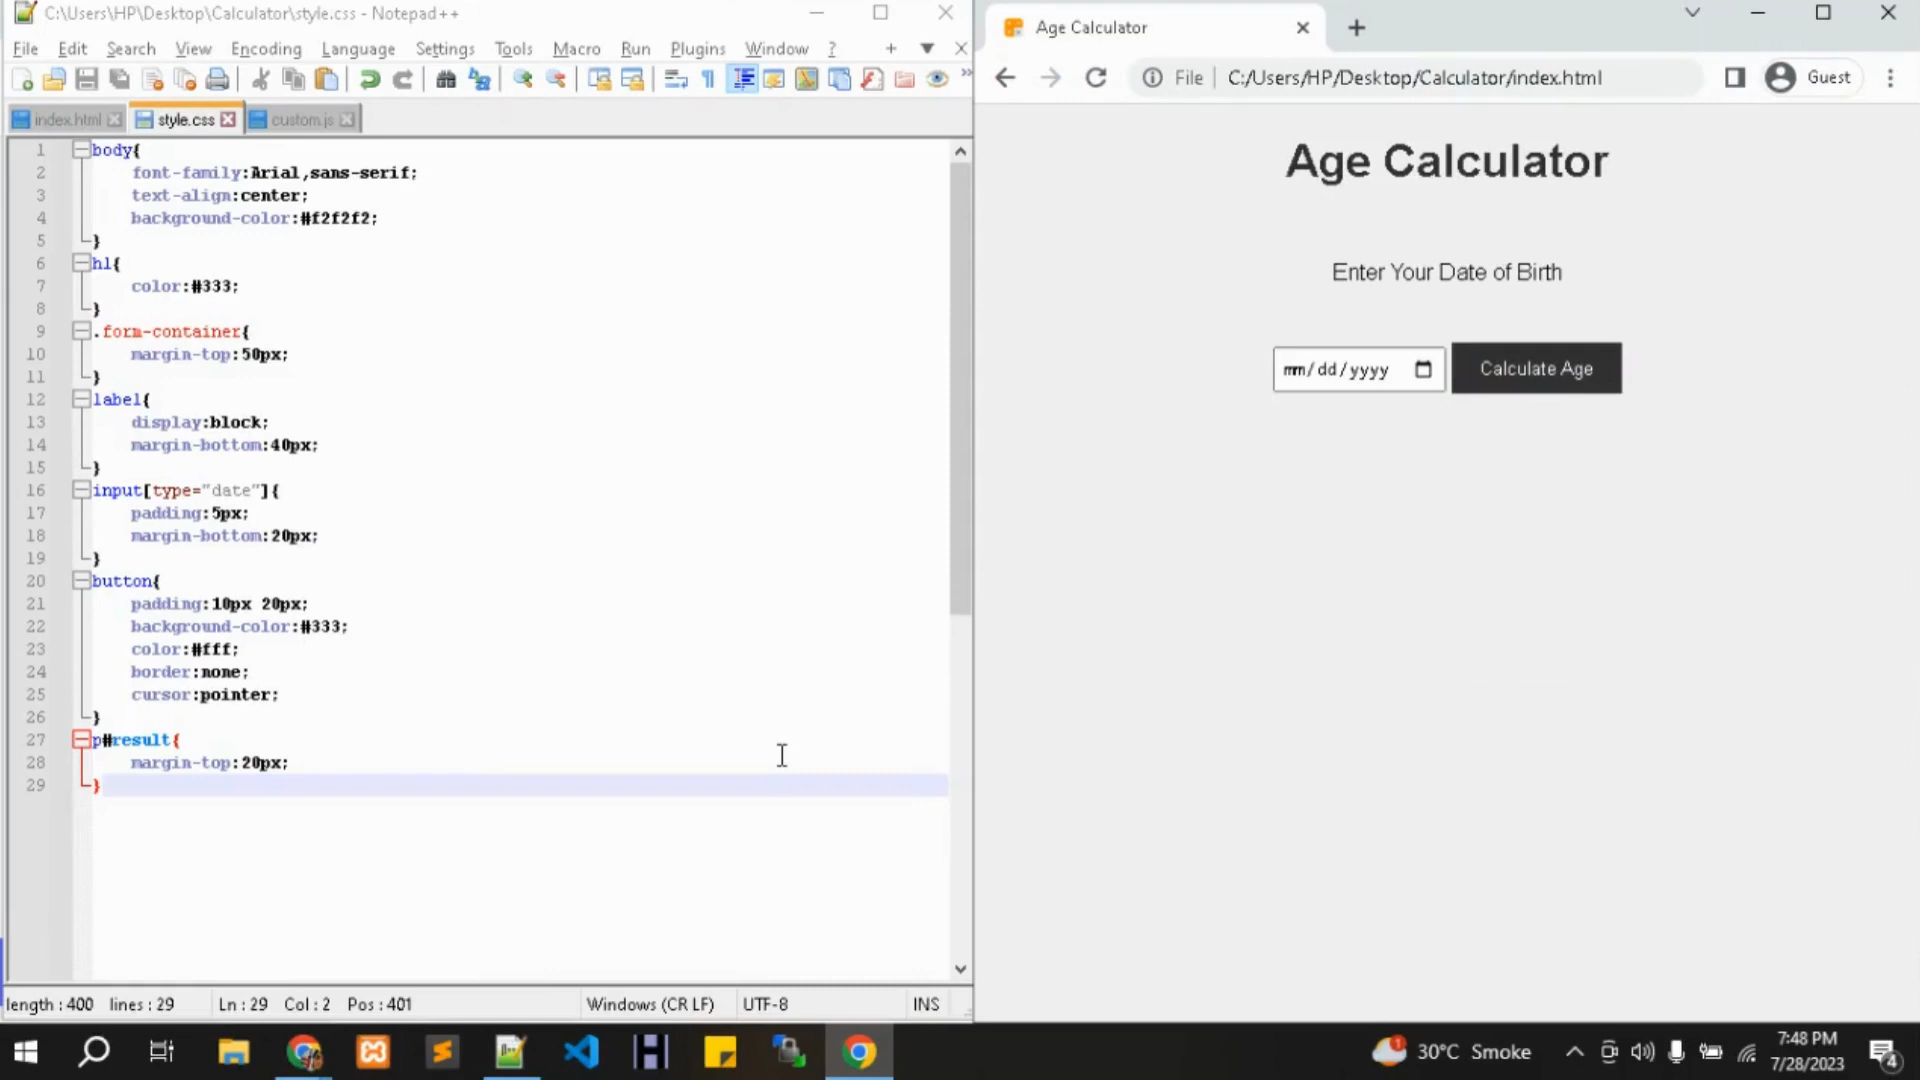 C:\Users\HP\Desktop\Calculator\style.css - Notepad++
File Edit Search View Encoding Language Settings Tools Macro Run Plugins Window ?
index.html style.css custom.js
1 body{
2 font-family:Arial,sans-serif;
3 text-align:center;
4 background-color:#f2f2f2;
5 }
6 h1{
7 color:#333;
8 }
9 .form-container{
10 margin-top:50px;
11 }
12 label{
13 display:block;
14 margin-bottom:40px;
15 }
16 input[type="date"]{
17 padding:5px;
18 margin-bottom:20px;
19 }
20 button{
21 padding:10px 20px;
22 background-color:#333;
23 color:#fff;
24 border:none;
25 cursor:pointer;
26 }
27 p#result{
28 margin-top:20px;
29 }
length : 400 lines : 29 Ln : 29 Col : 2 Pos : 401 Windows (CR LF) UTF-8 INS
Age Calculator
File C:/Users/HP/Desktop/Calculator/index.html Guest
Age Calculator
Enter Your Date of Birth
mm/dd/yyyy Calculate Age
30°C Smoke
7:48 PM
7/28/2023
4